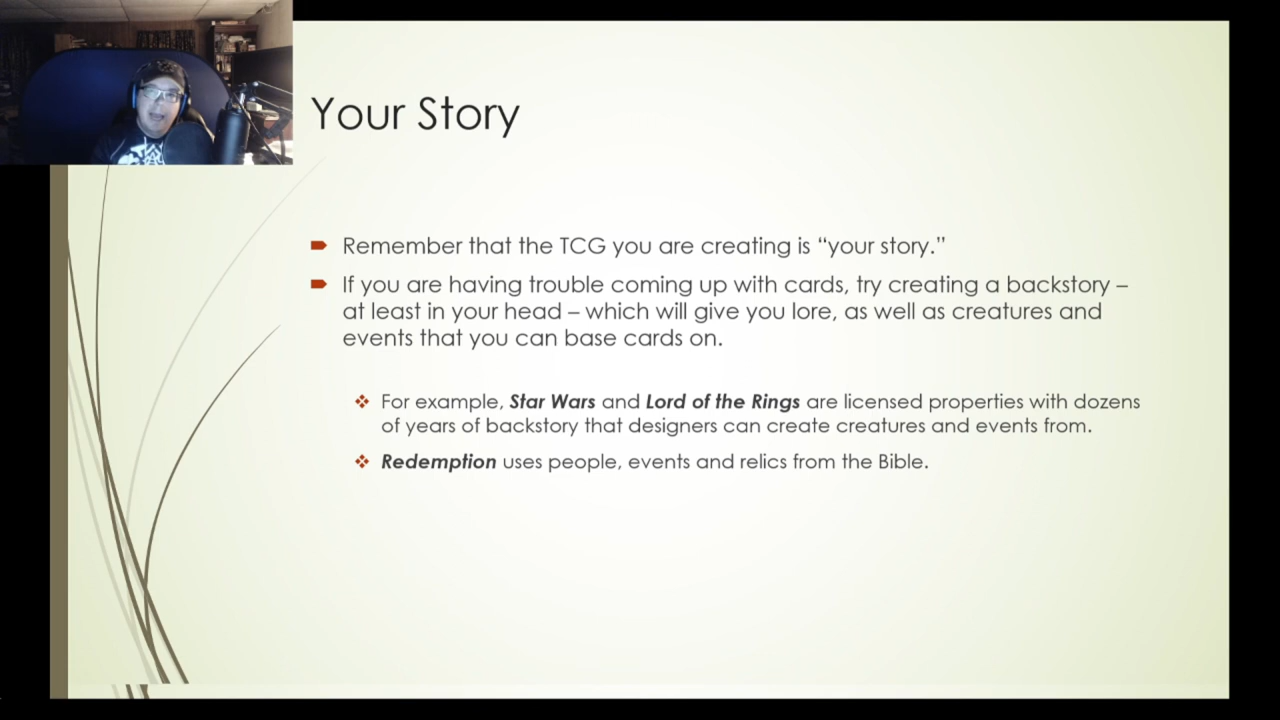 Your Story
Remember that the TCG you are creating is “your story.”
If you are having trouble coming up with cards, try creating a backstory –
at least in your head – which will give you lore, as well as creatures and
events that you can base cards on.
For example, Star Wars and Lord of the Rings are licensed properties with dozens
of years of backstory that designers can create creatures and events from.
Redemption uses people, events and relics from the Bible.